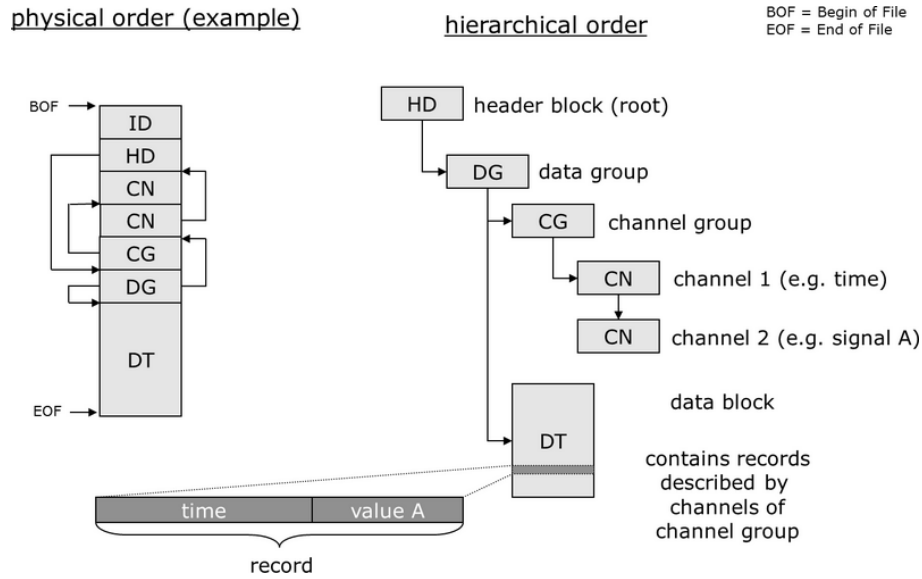 physical order (example)
hierarchical order
BOF = Begin of File
EOF = End of File
BOF
ID
HD
CN
CN
CG
DG
DT
EOF
HD
header block (root)
DG
data group
CG
channel group
CN
channel 1 (e.g. time)
CN
channel 2 (e.g. signal A)
DT
data block
contains records
described by
channels of
channel group
time
value A
record